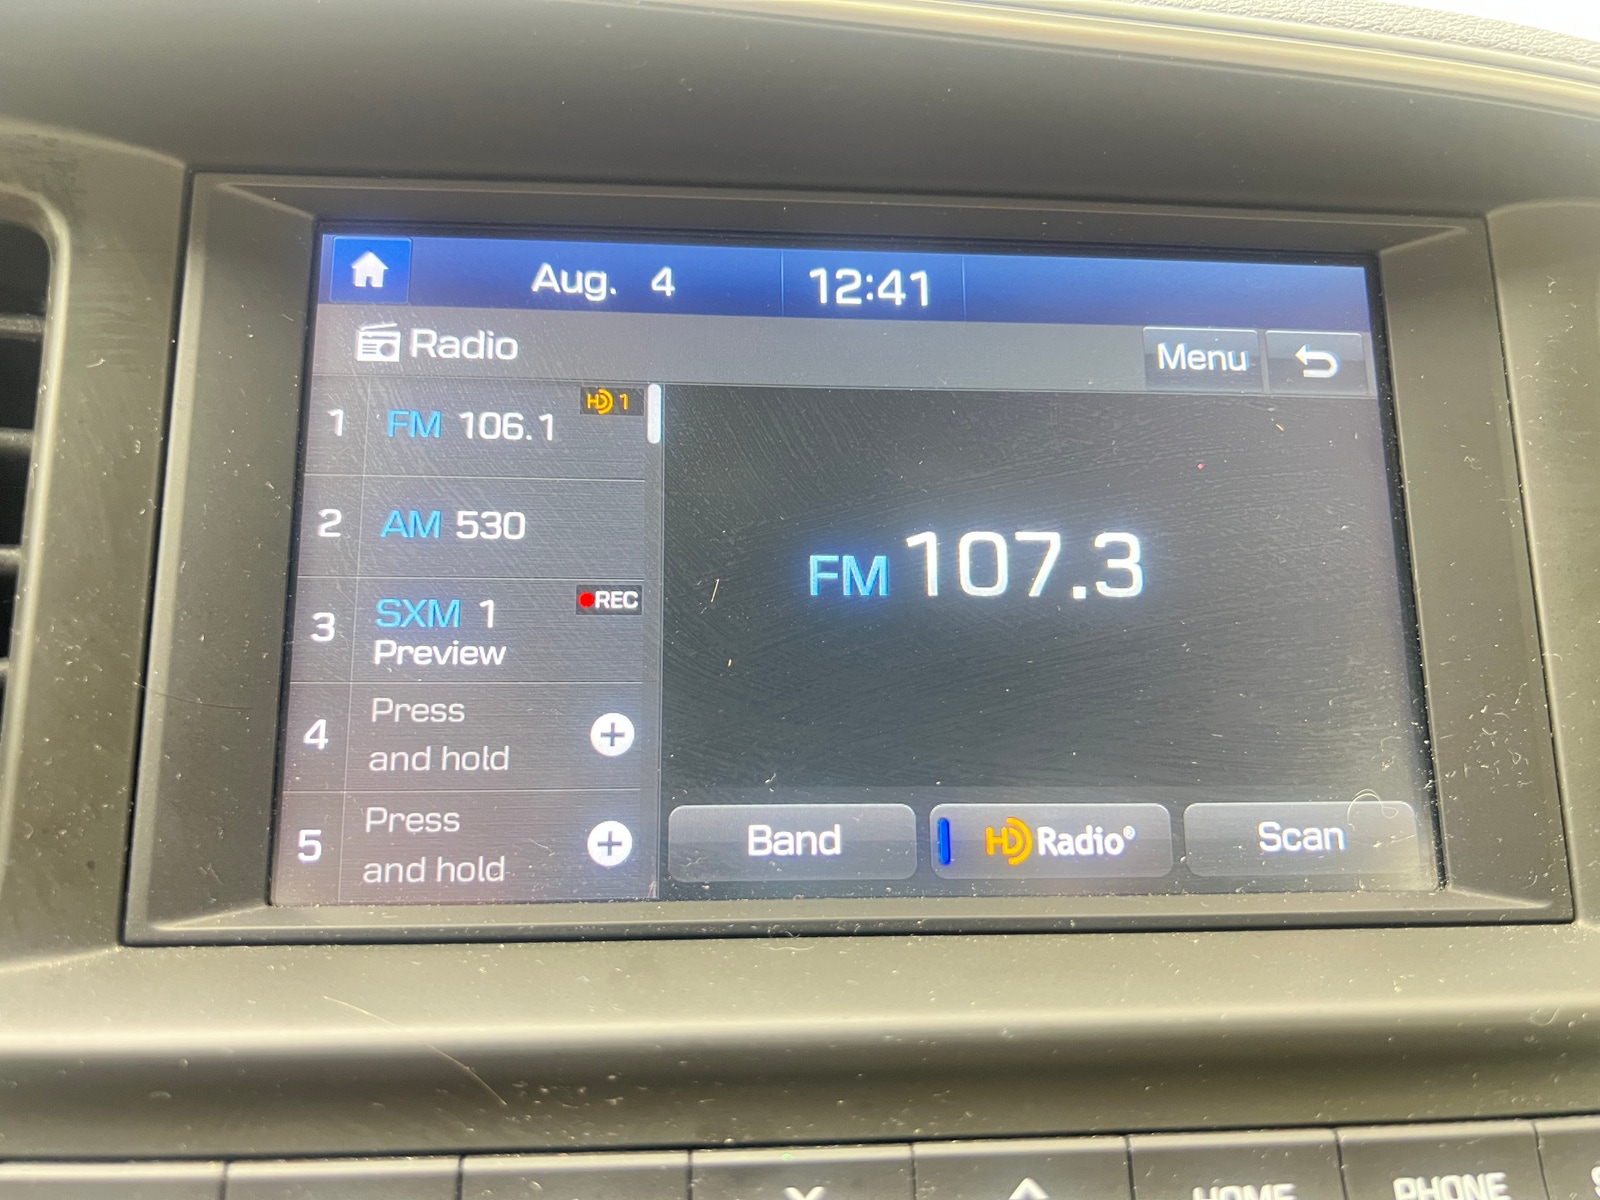 Aug. 4 12:41
Radio
Menu
1 FM 106.1 HD 1
2 AM 530
3 SXM 1 REC
Preview
4 Press
and hold
5 Press
and hold
FM 107.3
Band
HD Radio®
Scan
HOME
PHONE